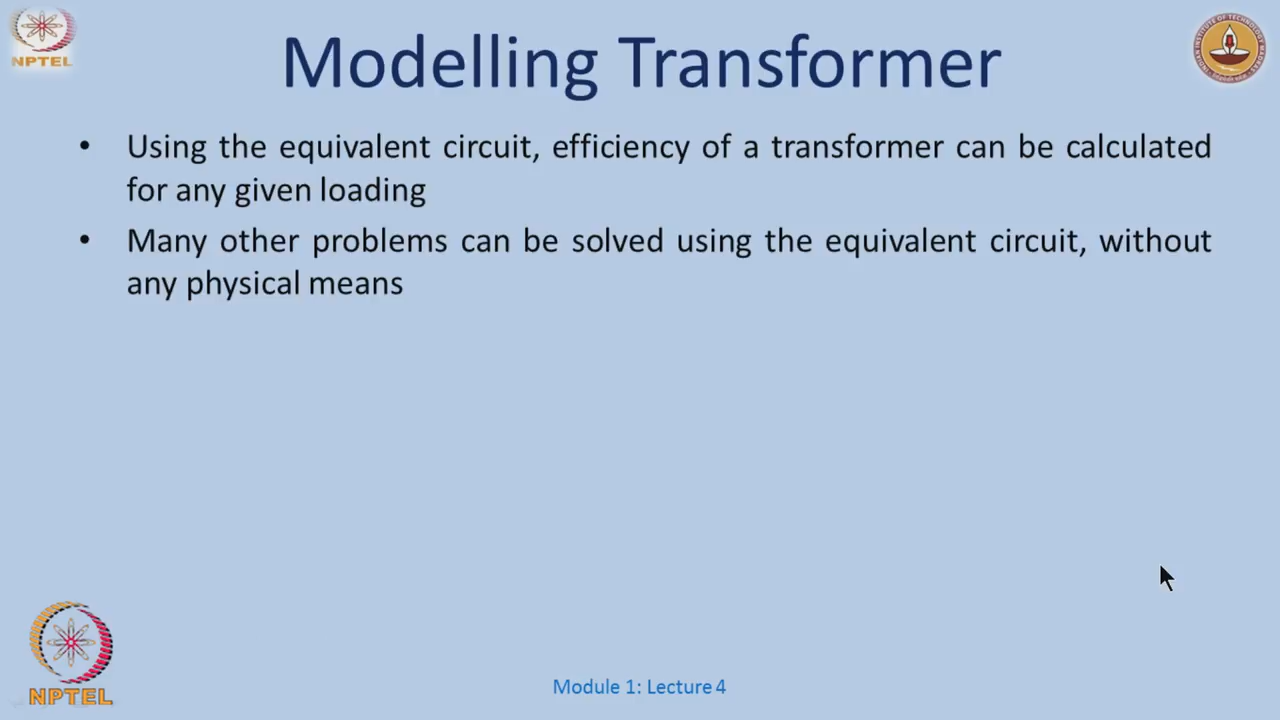 NPTEL
Modelling Transformer
• Using the equivalent circuit, efficiency of a transformer can be calculated
for any given loading
• Many other problems can be solved using the equivalent circuit, without
any physical means
NPTEL
Module 1: Lecture 4